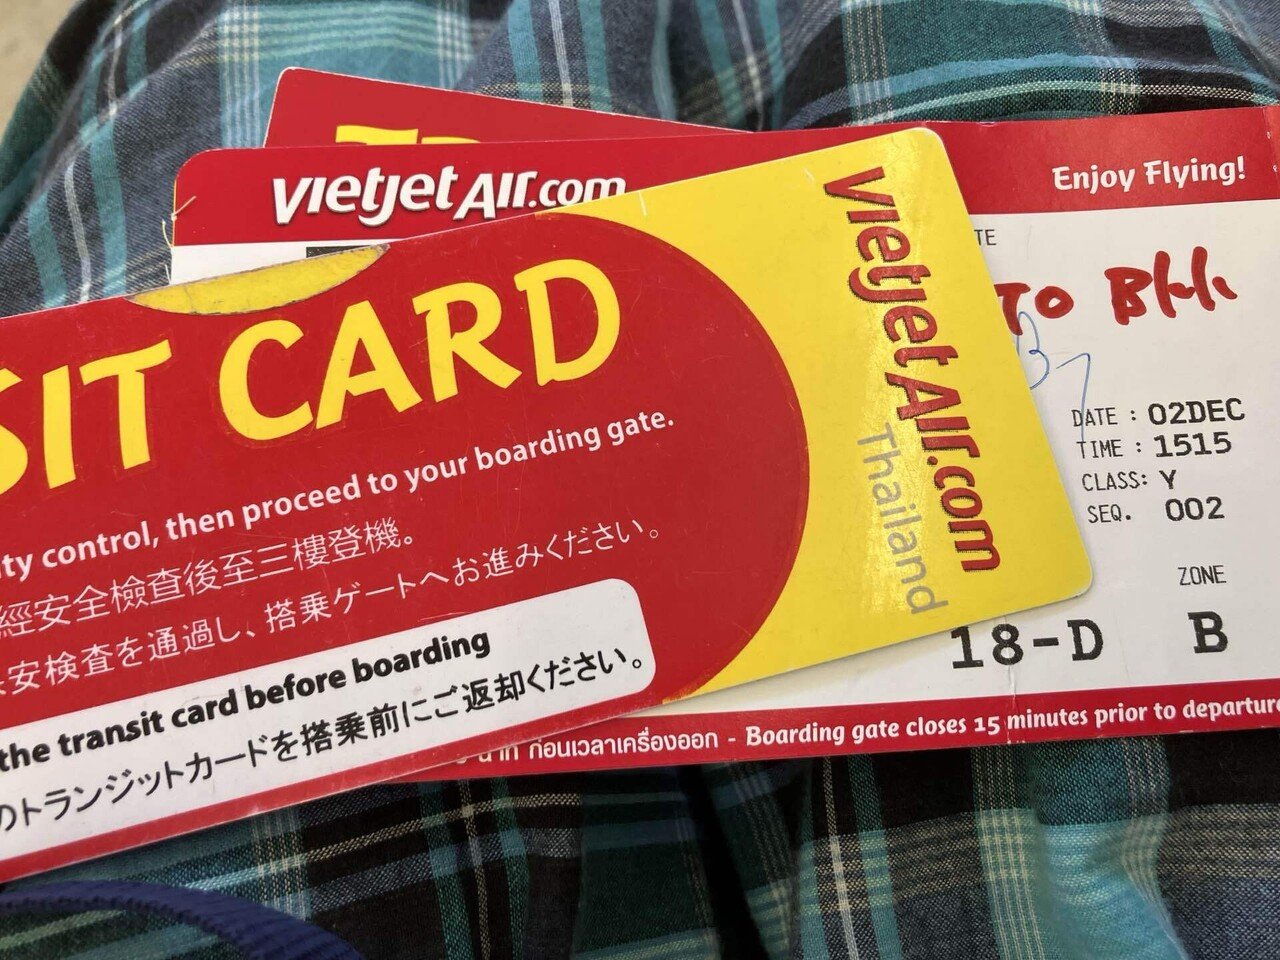 vietjetAir.com
Enjoy Flying!
TO BKK
DATE : 02DEC
TIME : 1515
CLASS: Y
SEQ. 002
ZONE
18-D B
ก่อนเวลาเครื่องออก - Boarding gate closes 15 minutes prior to departure
SIT CARD
ty control, then proceed to your boarding gate.
經安全檢查後至三樓登機。
安検査を通過し、搭乗ゲートへお進みください。
the transit card before boarding
のトランジットカードを搭乗前にご返却ください。
vietjetAir.com
Thailand